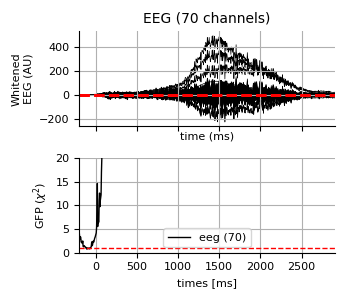 EEG (70 channels)
Whitened
EEG (AU)
400
200
0
−200
time (ms)
GFP (χ²)
20
15
10
5
0
eeg (70)
0
500
1000
1500
2000
2500
times [ms]